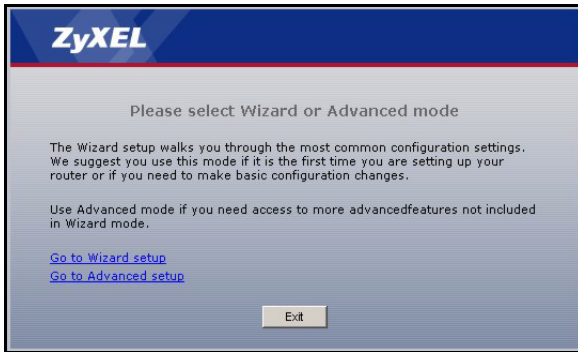 ZyXEL
Please select Wizard or Advanced mode
The Wizard setup walks you through the most common configuration settings.
We suggest you use this mode if it is the first time you are setting up your
router or if you need to make basic configuration changes.
Use Advanced mode if you need access to more advancedfeatures not included
in Wizard mode.
Go to Wizard setup
Go to Advanced setup
Exit